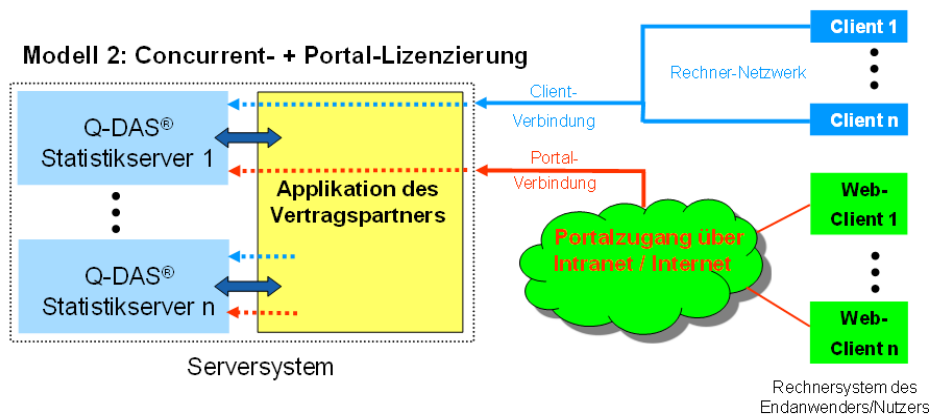 Modell 2: Concurrent- + Portal-Lizenzierung
Q-DAS®
Statistikserver 1
Q-DAS®
Statistikserver n
Applikation des
Vertragspartners
Serversystem
Client-
Verbindung
Portal-
Verbindung
Rechner-Netzwerk
Client 1
Client n
Portalzugang über
Intranet / Internet
Web-
Client 1
Web-
Client n
Rechnersystem des
Endanwenders/Nutzers